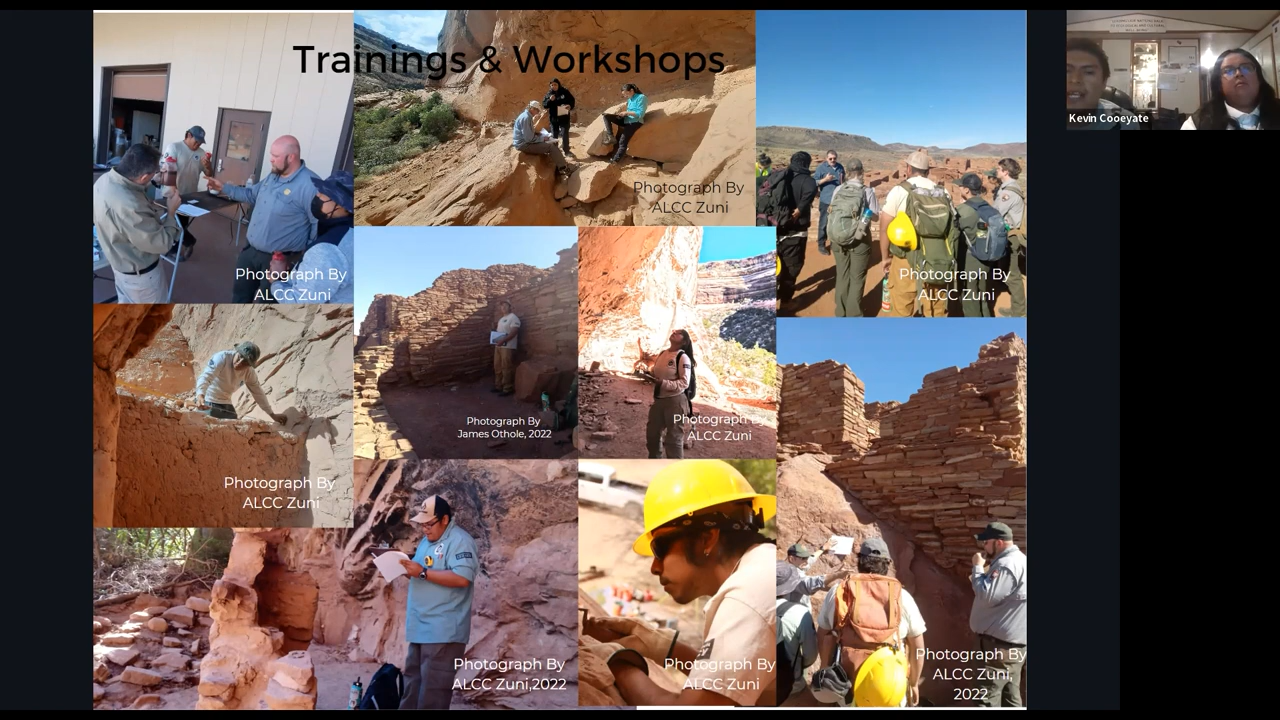 Trainings & Workshops
Photograph By
ALCC Zuni
Photograph By
ALCC Zuni
Photograph By
ALCC Zuni
Photograph By
James Othole, 2022
Photograph By
ALCC Zuni
Photograph By
ALCC Zuni
Photograph By
ALCC Zuni,2022
Photograph By
ALCC Zuni
Photograph By
ALCC Zuni,
2022
Kevin Cooeyate